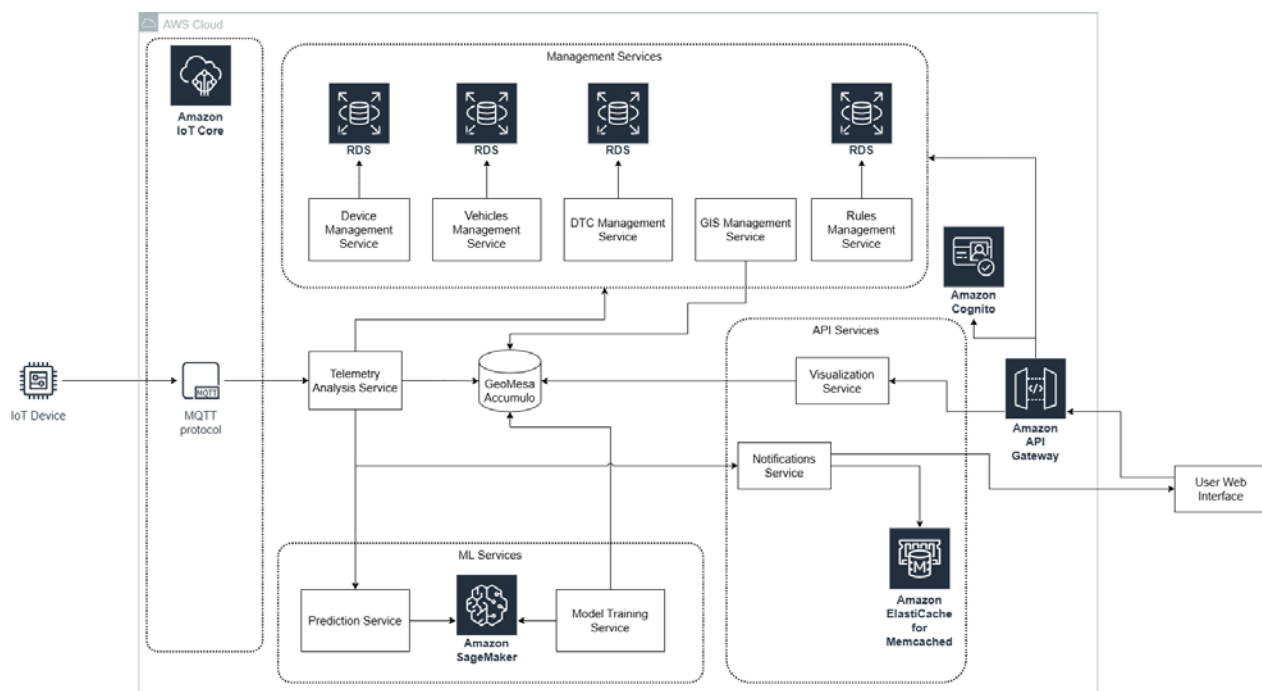 AWS Cloud
Amazon
IoT Core
Management Services
RDS
RDS
RDS
RDS
Device
Management
Service
Vehicles
Management
Service
DTC Management
Service
GIS Management
Service
Rules
Management
Service
Amazon
Cognito
API Services
IoT Device
MQTT
MQTT
protocol
Telemetry
Analysis Service
GeoMesa
Accumulo
Visualization
Service
Amazon
API
Gateway
Notifications
Service
User Web
Interface
ML Services
Prediction Service
Amazon
SageMaker
Model Training
Service
M
Amazon
ElastiCache
for
Memcached